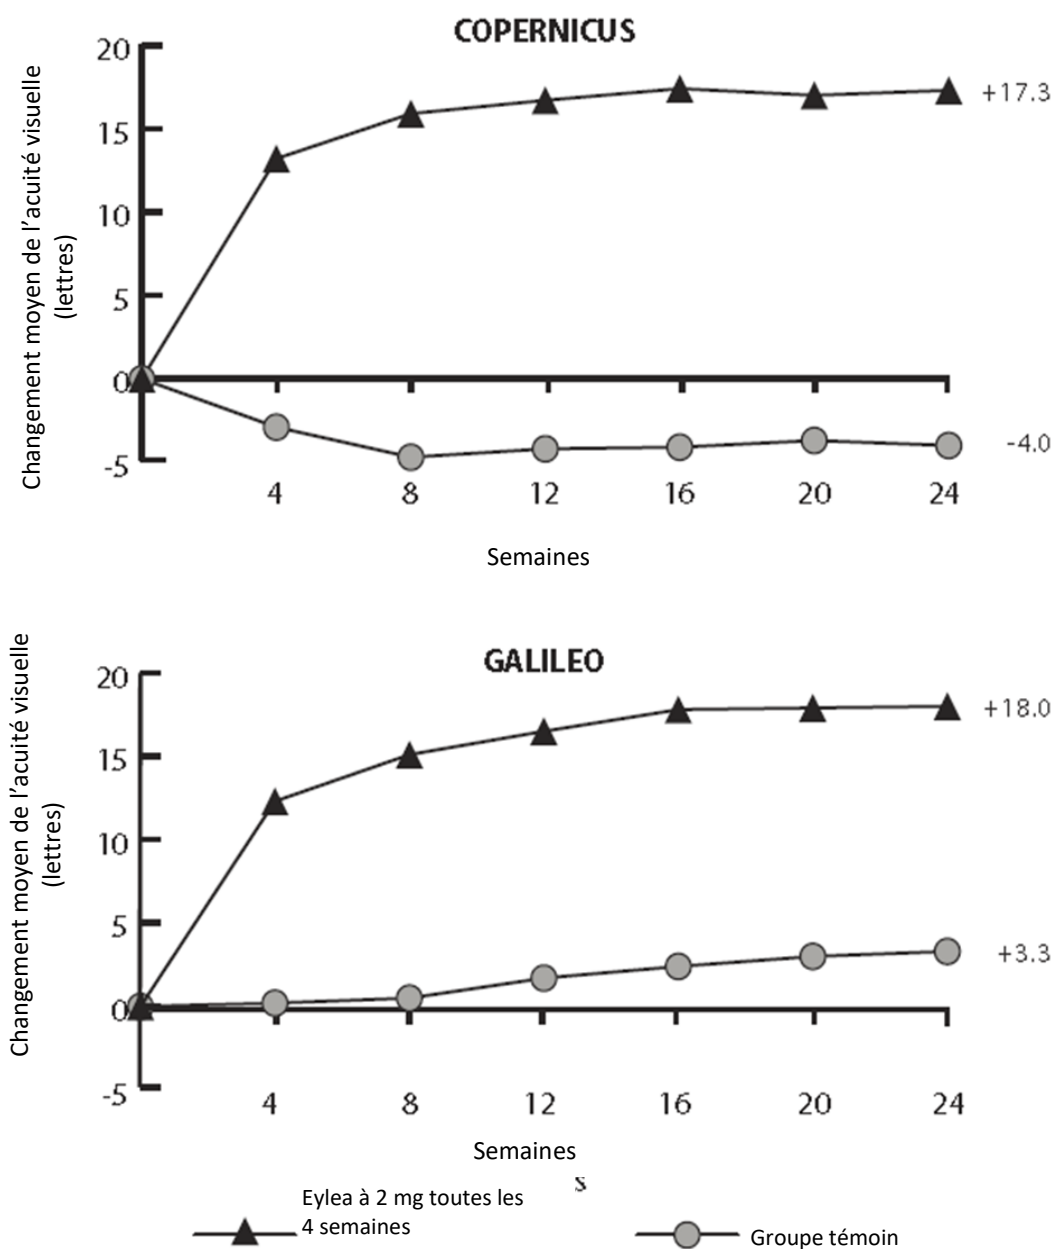 COPERNICUS
Changement moyen de l'acuité visuelle
(lettres)
20
15
10
5
0
-5
+17.3
-4.0
4 8 12 16 20 24
Semaines
GALILEO
Changement moyen de l'acuité visuelle
(lettres)
20
15
10
5
0
-5
+18.0
+3.3
4 8 12 16 20 24
Semaines
s
Eylea à 2 mg toutes les
4 semaines
Groupe témoin